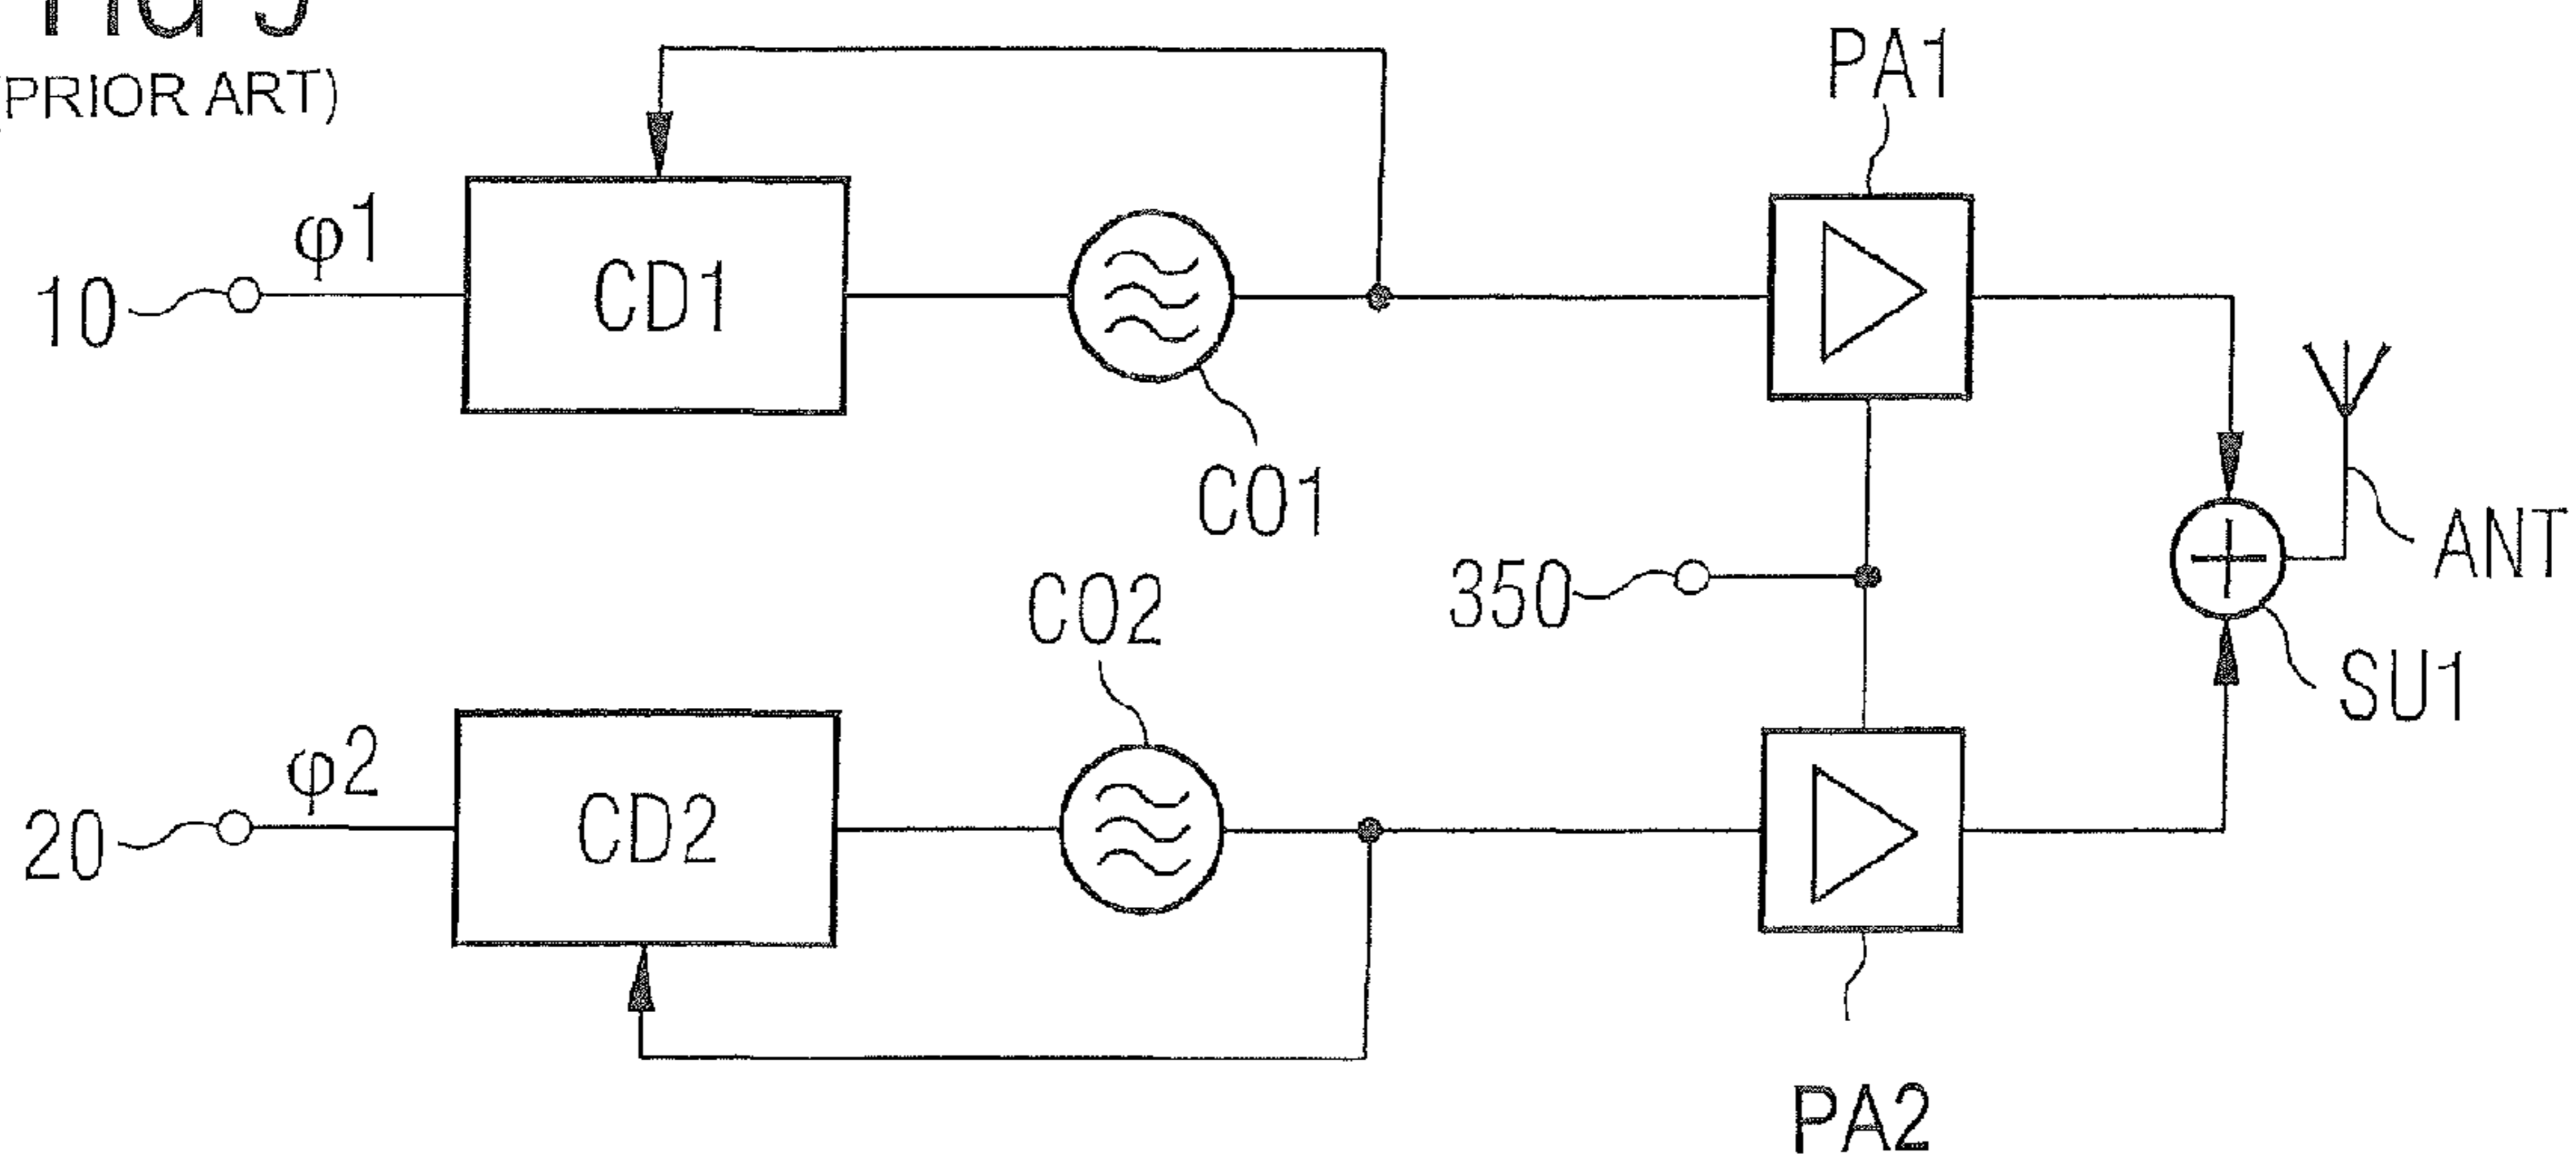 (PRIOR ART)
PA1
φ1
10
CD1
CO1
ANT
350
CO2
SU1
φ2
20
CD2
PA2